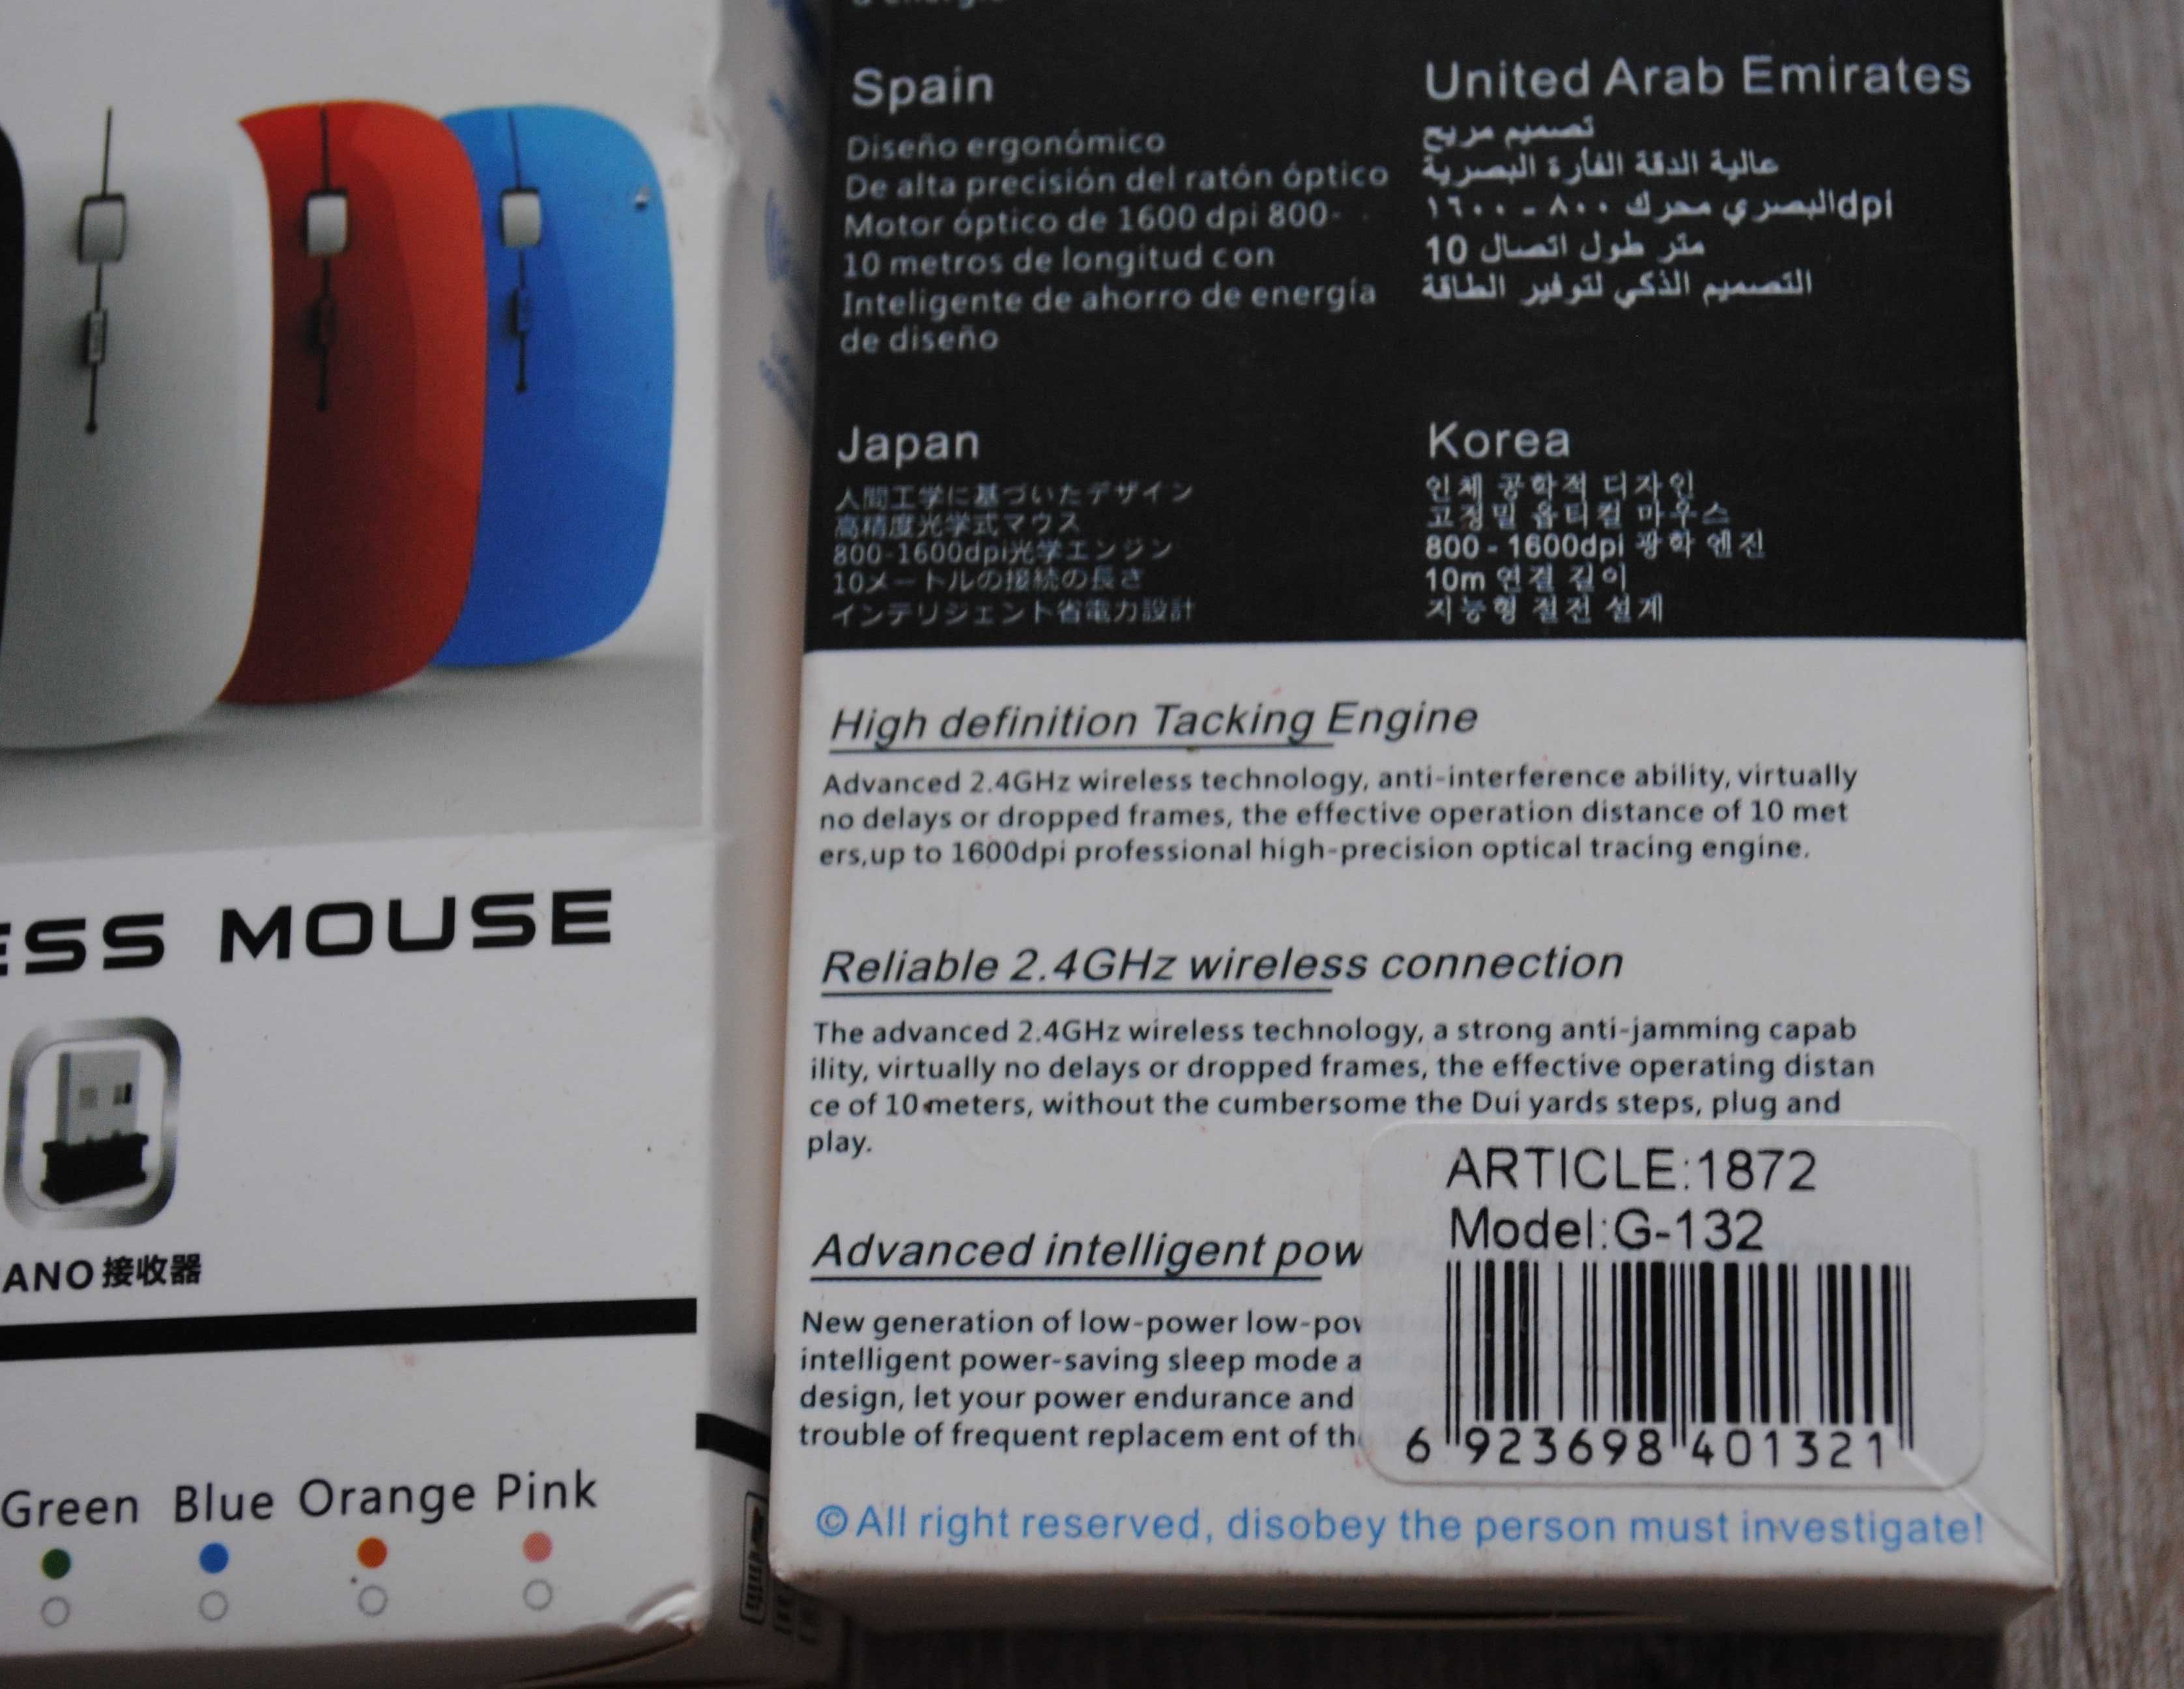 ESS MOUSE
ANO 接收器
Green Blue Orange Pink
Spain
Diseño ergonómico
De alta precisión del ratón óptico
Motor óptico de 1600 dpi 800-
10 metros de longitud con
Inteligente de ahorro de energía
de diseño
United Arab Emirates
تصميم مريح
عالية الدقة الفأرة البصرية
dpiالبصري محرك ٨٠٠ - ١٦٠٠
متر طول اتصال 10
التصميم الذكي لتوفير الطاقة
Japan
人間工学に基づいたデザイン
高精度光学式マウス
800-1600dpi光学エンジン
10メートルの接続の長さ
インテリジェント省電力設計
Korea
인체 공학적 디자인
고정밀 옵티컬 마우스
800 - 1600dpi 광학 엔진
10m 연결 길이
지능형 절전 설계
High definition Tacking Engine
Advanced 2.4GHz wireless technology, anti-interference ability, virtually
no delays or dropped frames, the effective operation distance of 10 met
ers,up to 1600dpi professional high-precision optical tracing engine.
Reliable 2.4GHz wireless connection
The advanced 2.4GHz wireless technology, a strong anti-jamming capab
ility, virtually no delays or dropped frames, the effective operating distan
ce of 10 meters, without the cumbersome the Dui yards steps, plug and
play.
Advanced intelligent pow
New generation of low-power low-pov
intelligent power-saving sleep mode a
design, let your power endurance and
trouble of frequent replacem ent of th
ARTICLE:1872
Model:G-132
6 923698 401321
©All right reserved, disobey the person must investigate!